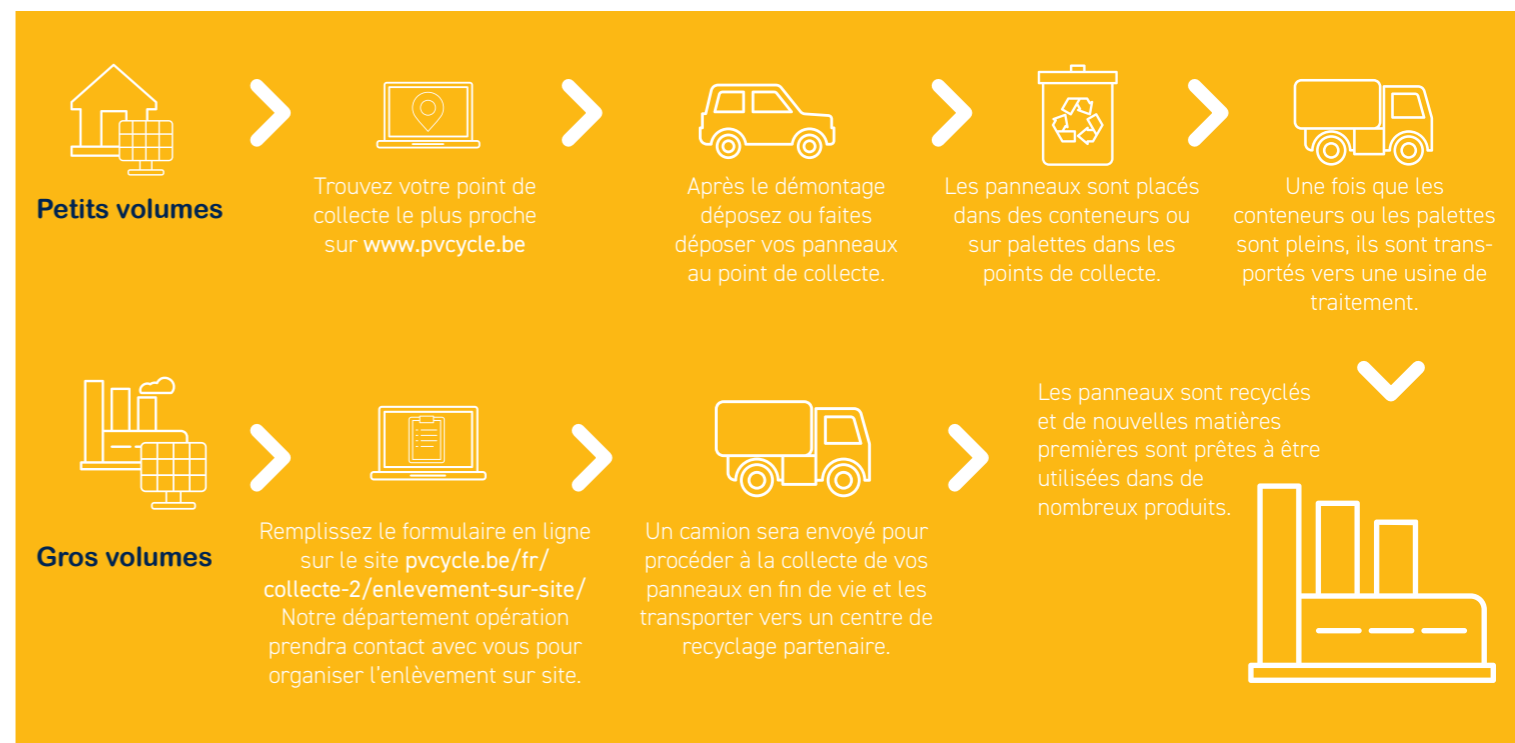 Petits volumes
Trouvez votre point de
collecte le plus proche
sur www.pvcycle.be
Après le démontage
déposez ou faites
déposer vos panneaux
au point de collecte.
Les panneaux sont placés
dans des conteneurs ou
sur palettes dans les
points de collecte.
Une fois que les
conteneurs ou les palettes
sont pleins, ils sont trans-
portés vers une usine de
traitement.
Gros volumes
Remplissez le formulaire en ligne
sur le site pvcycle.be/fr/
collecte-2/enlevement-sur-site/
Notre département opération
prendra contact avec vous pour
organiser l'enlèvement sur site.
Un camion sera envoyé pour
procéder à la collecte de vos
panneaux en fin de vie et les
transporter vers un centre de
recyclage partenaire.
Les panneaux sont recyclés
et de nouvelles matières
premières sont prêtes à être
utilisées dans de
nombreux produits.